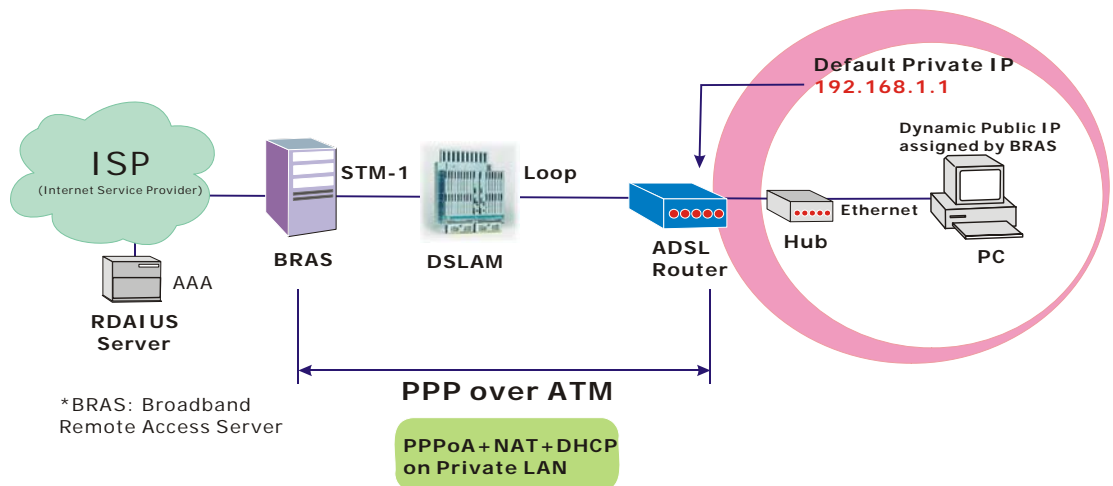 Default Private IP
192.168.1.1
Dynamic Public IP
assigned by BRAS
ISP
(Internet Service Provider)
STM-1
Loop
Ethernet
BRAS
DSLAM
ADSL
Router
Hub
PC
AAA
RDAIUS
Server
PPP over ATM
*BRAS: Broadband
Remote Access Server
PPPoA+NAT+DHCP
on Private LAN